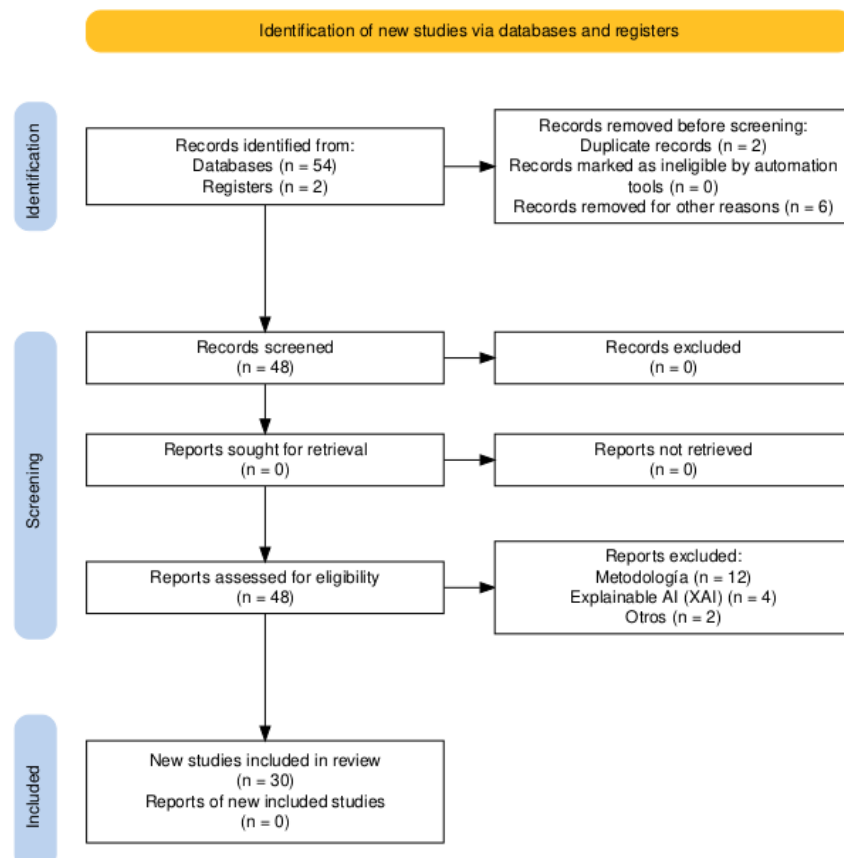 Identification of new studies via databases and registers
Identification
Records identified from:
Databases (n = 54)
Registers (n = 2)
Records removed before screening:
Duplicate records (n = 2)
Records marked as ineligible by automation
tools (n = 0)
Records removed for other reasons (n = 6)
Screening
Records screened
(n = 48)
Records excluded
(n = 0)
Reports sought for retrieval
(n = 0)
Reports not retrieved
(n = 0)
Reports assessed for eligibility
(n = 48)
Reports excluded:
Metodología (n = 12)
Explainable AI (XAI) (n = 4)
Otros (n = 2)
Included
New studies included in review
(n = 30)
Reports of new included studies
(n = 0)